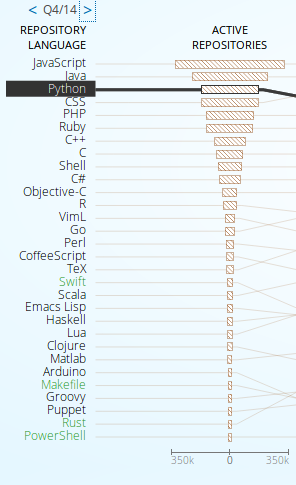 < Q4/14 >
REPOSITORY LANGUAGE
ACTIVE REPOSITORIES
JavaScript
Java
Python
CSS
PHP
Ruby
C++
C
Shell
C#
Objective-C
R
VimL
Go
Perl
CoffeeScript
TeX
Swift
Scala
Emacs Lisp
Haskell
Lua
Clojure
Matlab
Arduino
Makefile
Groovy
Puppet
Rust
PowerShell
350k 0 350k